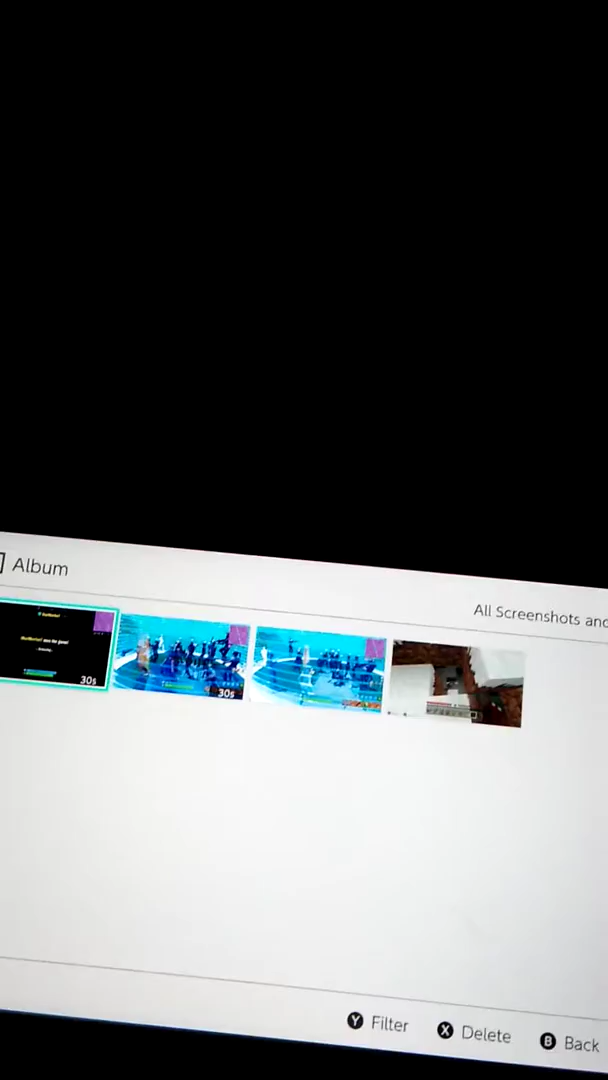 Album
All Screenshots and
30s
30s
Y Filter
X Delete
B Back